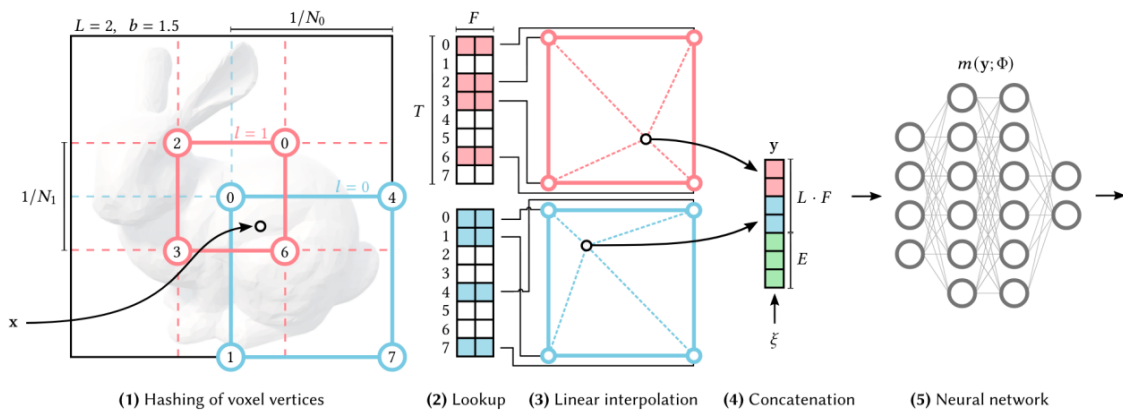 L = 2, b = 1.5
1/N₀
l = 1
2
0
1/N₁
l = 0
0
4
3
6
x
1
7
F
T
0
1
2
3
4
5
6
7
0
1
2
3
4
5
6
7
y
L · F
E
ξ
m(y; Φ)
(1) Hashing of voxel vertices
(2) Lookup
(3) Linear interpolation
(4) Concatenation
(5) Neural network